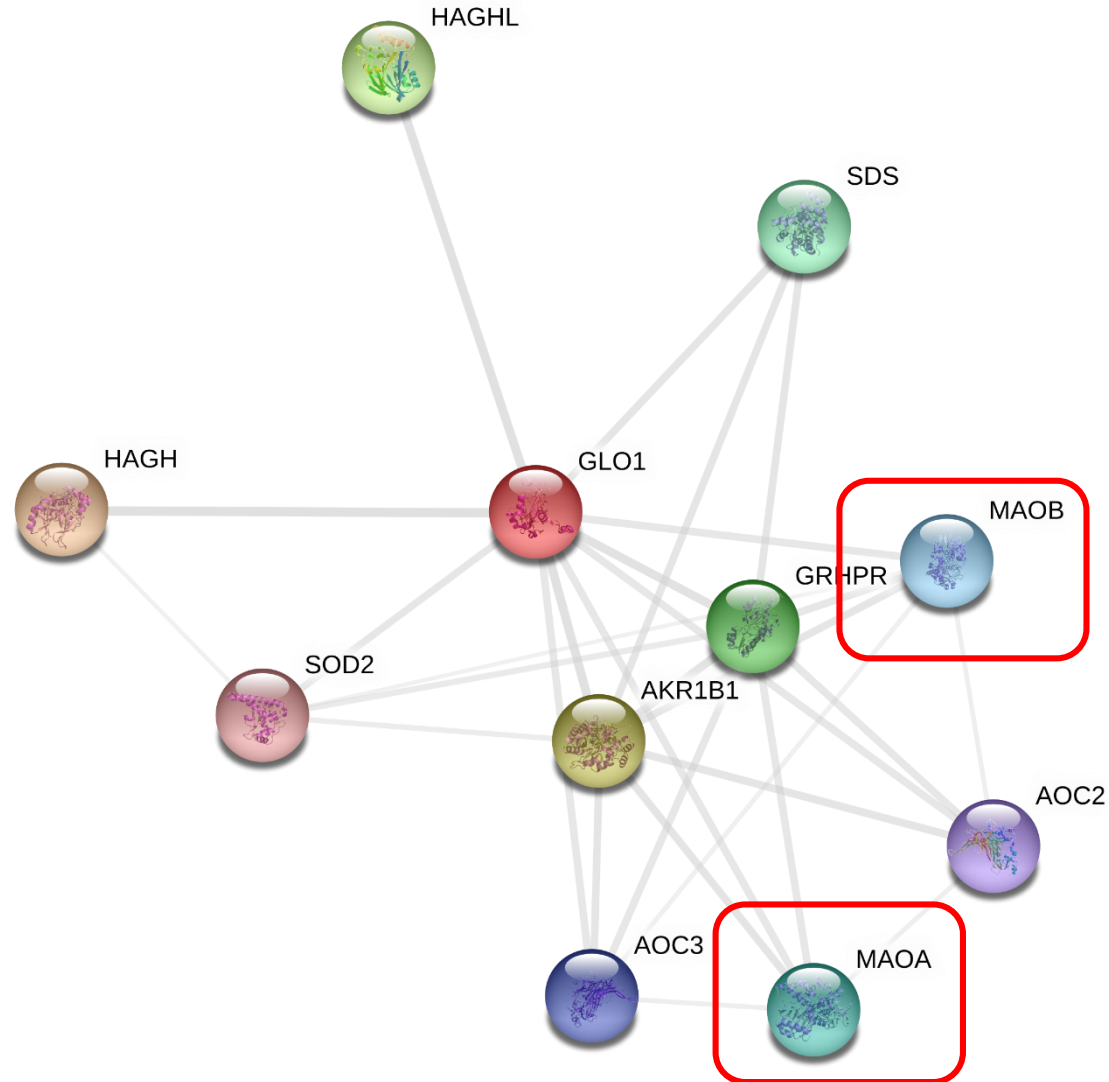 HAGHL
SDS
HAGH
GLO1
MAOB
GRHPR
SOD2
AKR1B1
AOC2
AOC3
MAOA